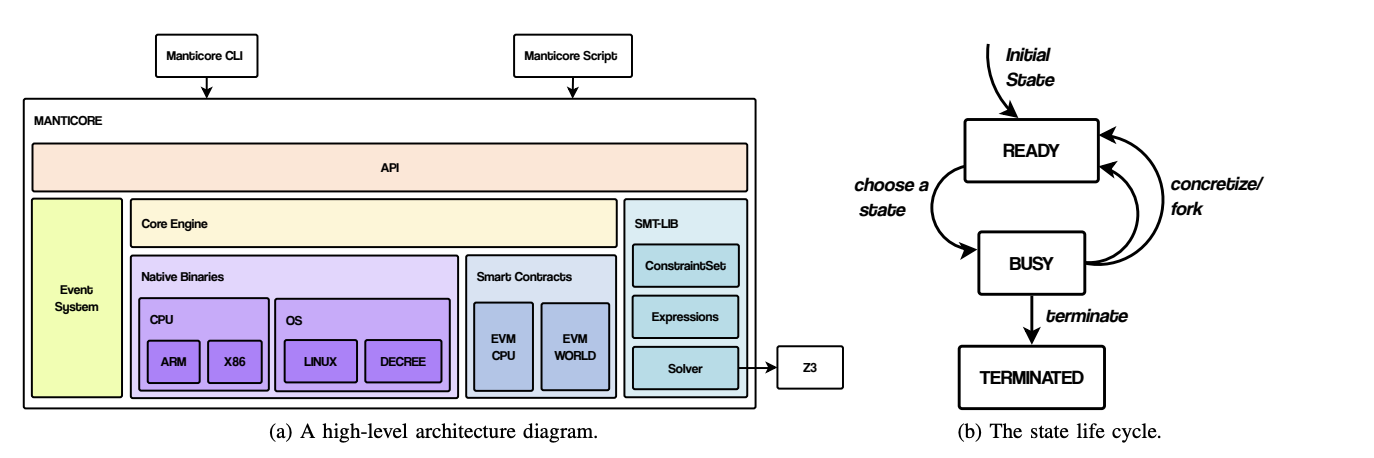 Manticore CLI
Manticore Script
MANTICORE
API
Event
System
Core Engine
Native Binaries
CPU
ARM
X86
OS
LINUX
DECREE
Smart Contracts
EVM
CPU
EVM
WORLD
SMT-LIB
ConstraintSet
Expressions
Solver
Z3
(a) A high-level architecture diagram.
Initial
State
READY
choose a
state
concretize/
fork
BUSY
terminate
TERMINATED
(b) The state life cycle.